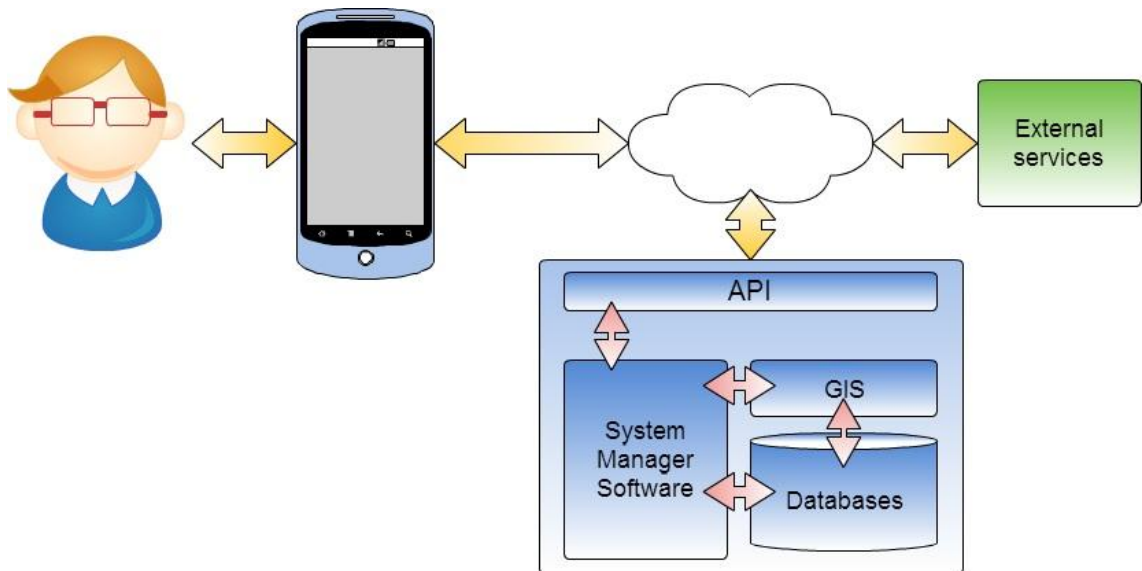 External
services
API
GIS
System
Manager
Software
Databases